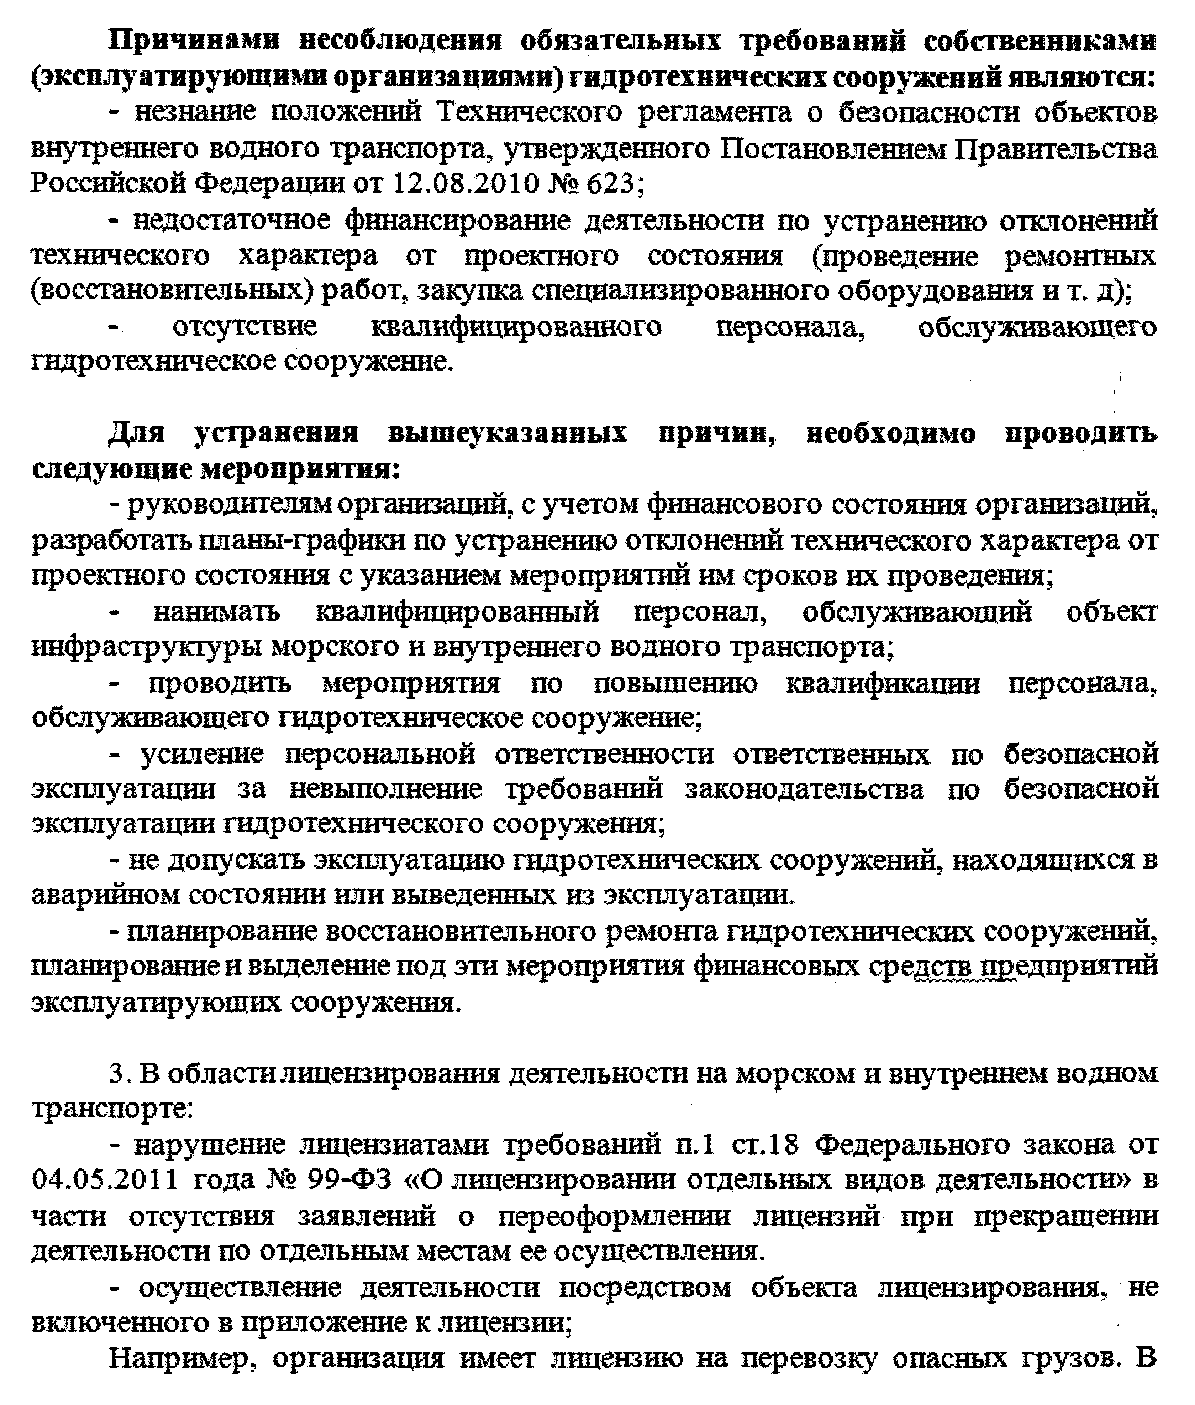 Причинами несоблюдения обязательных требований собственниками
(эксплуатирующими организациями) гидротехнических сооружений являются:
- незнание положений Технического регламента о безопасности объектов
внутреннего водного транспорта, утвержденного Постановлением Правительства
Российской Федерации от 12.08.2010 № 623;
- недостаточное финансирование деятельности по устранению отклонений
технического характера от проектного состояния (проведение ремонтных
(восстановительных) работ, закупка специализированного оборудования и т. д);
- отсутствие квалифицированного персонала, обслуживающего
гидротехническое сооружение.
Для устранения вышеуказанных причин, необходимо проводить
следующие мероприятия:
- руководителям организаций, с учетом финансового состояния организаций,
разработать планы-графики по устранению отклонений технического характера от
проектного состояния с указанием мероприятий им сроков их проведения;
- нанимать квалифицированный персонал, обслуживающий объект
инфраструктуры морского и внутреннего водного транспорта;
- проводить мероприятия по повышению квалификации персонала,
обслуживающего гидротехническое сооружение;
- усиление персональной ответственности ответственных по безопасной
эксплуатации за невыполнение требований законодательства по безопасной
эксплуатации гидротехнического сооружения;
- не допускать эксплуатацию гидротехнических сооружений, находящихся в
аварийном состоянии или выведенных из эксплуатации.
- планирование восстановительного ремонта гидротехнических сооружений,
планирование и выделение под эти мероприятия финансовых средств предприятий
эксплуатирующих сооружения.
3. В области лицензирования деятельности на морском и внутреннем водном
транспорте:
- нарушение лицензиатами требований п.1 ст.18 Федерального закона от
04.05.2011 года № 99-ФЗ «О лицензировании отдельных видов деятельности» в
части отсутствия заявлений о переоформлении лицензий при прекращении
деятельности по отдельным местам ее осуществления.
- осуществление деятельности посредством объекта лицензирования, не
включенного в приложение к лицензии;
Например, организация имеет лицензию на перевозку опасных грузов. В